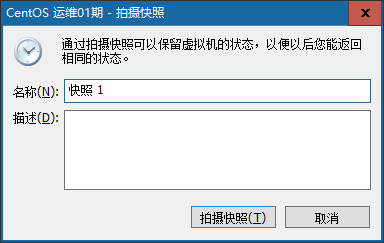 CentOS 运维01期 - 拍摄快照
通过拍摄快照可以保留虚拟机的状态，以便以后您能返回
相同的状态。
名称(N): 快照 1
描述(D):
拍摄快照(T) 取消